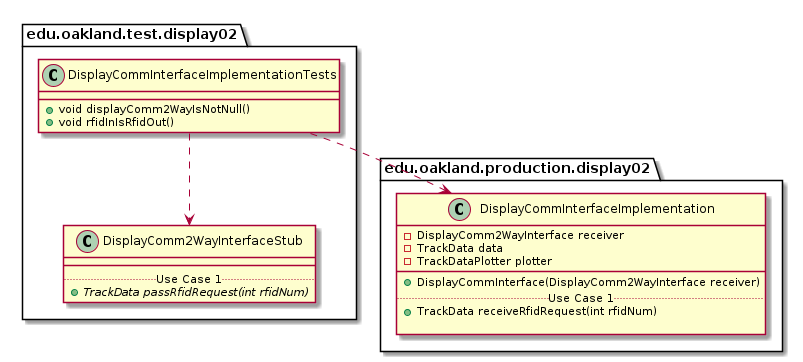 edu.oakland.test.display02
C DisplayCommInterfaceImplementationTests
void displayComm2WayIsNotNull()
void rfidInIsRfidOut()
C DisplayComm2WayInterfaceStub
Use Case 1
TrackData passRfidRequest(int rfidNum)
edu.oakland.production.display02
C DisplayCommInterfaceImplementation
DisplayComm2WayInterface receiver
TrackData data
TrackDataPlotter plotter
DisplayCommInterface(DisplayComm2WayInterface receiver)
Use Case 1
TrackData receiveRfidRequest(int rfidNum)